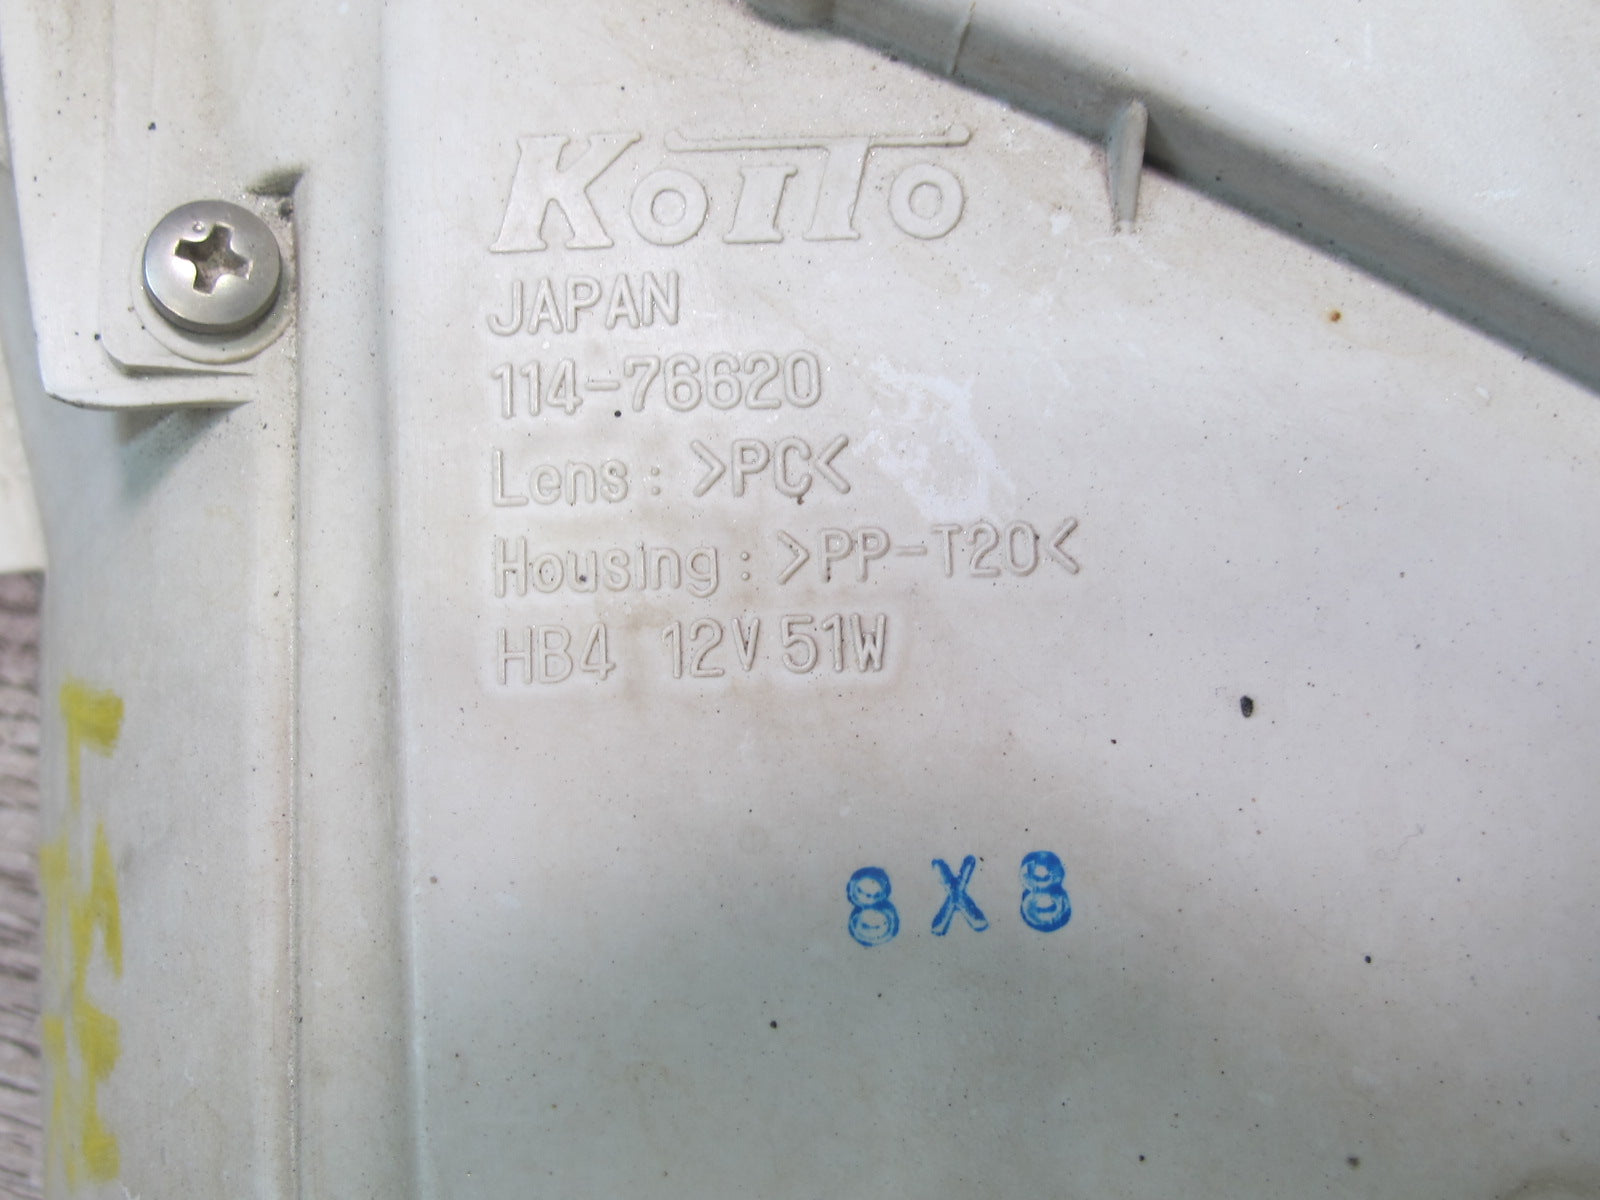 KOITO
JAPAN
114-76620
Lens: >PC<
Housing: >PP-T20<
HB4 12V 51W
8 X 8